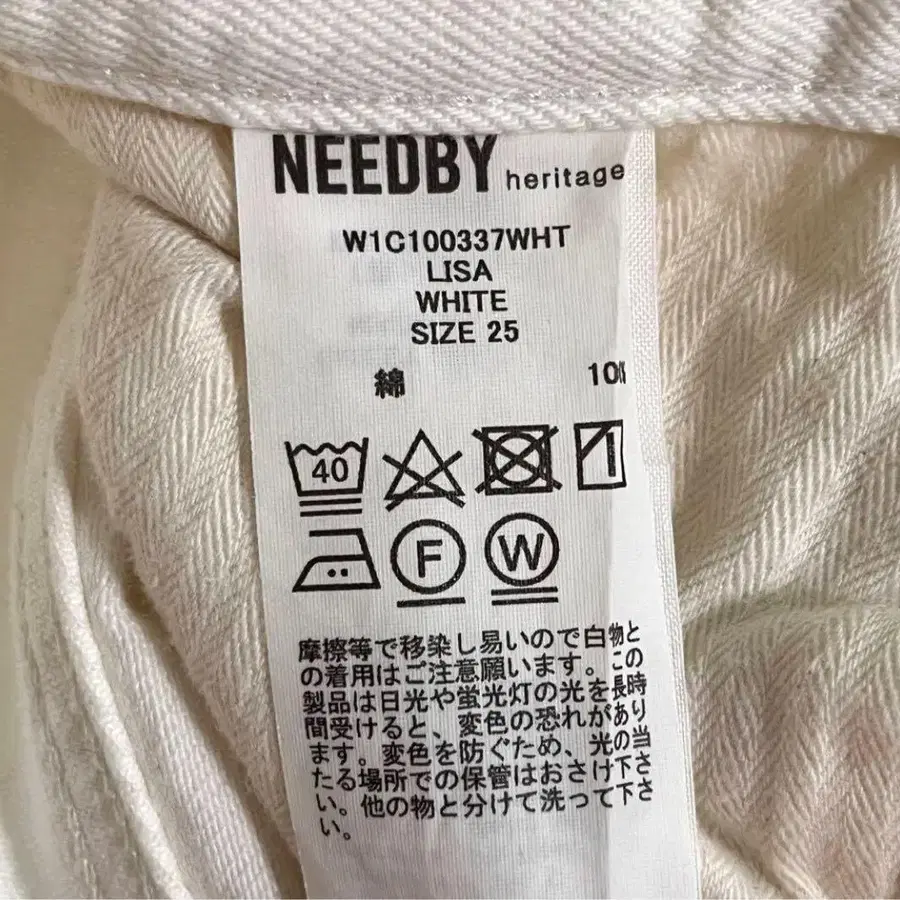 NEEDBY heritage
W1C100337WHT
LISA
WHITE
SIZE 25
綿
40
F W
摩擦等で移染し易いので白物と
の着用はご注意願います。この
製品は日光や蛍光灯の光を長時
間受けると、変色の恐れがあり
ます。変色を防ぐため、光の当
たる場所での保管はおさけ下さ
い。他の物と分けて洗って下さ
い。